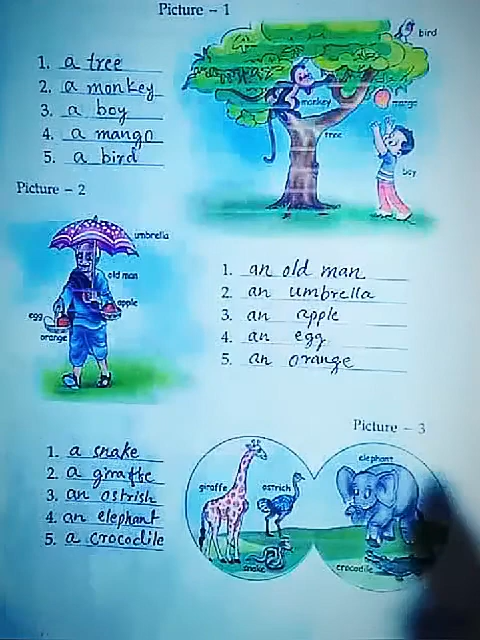 Picture – 1
bird
1. a tree
2. a monkey
3. a boy
4. a mango
5. a bird
monkey
mango
tree
boy
Picture – 2
umbrella
old man
apple
egg
orange
1. an old man
2. an umbrella
3. an apple
4. an egg
5. an orange
Picture – 3
1. a snake
2. a giraffe
3. an ostrish
4. an elephant
5. a crocodile
giraffe
ostrich
elephant
snake
crocodile